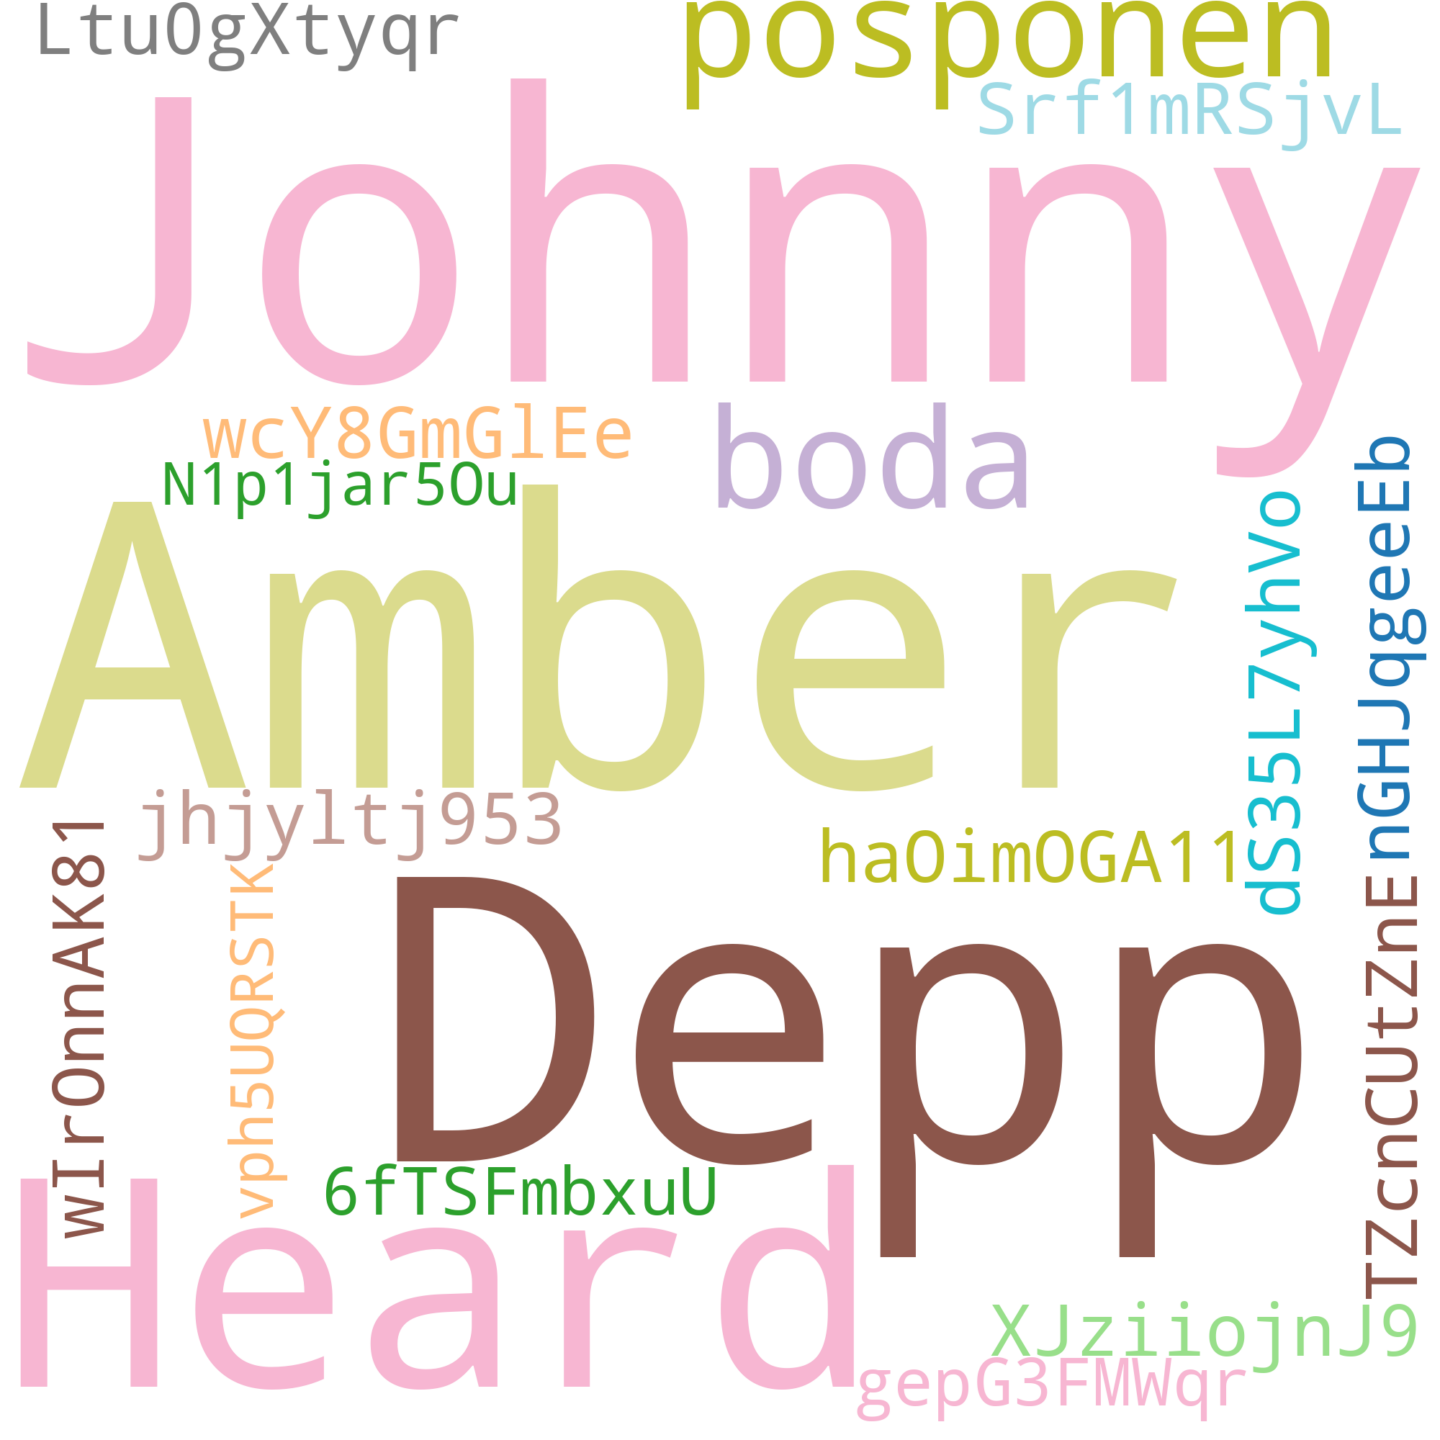 LtuOgXtyqr
posponen
Srf1mRSjvL
Johnny
wcY8GmGlEe
boda
N1p1jar5Ou
nGHJqgeeEb
dS35L7yhVo
Amber
jhjyltj953
haOimOGA11
wIrOnnAK81
vph5UQRSTK
Depp
TZcnCUtZnE
6fTSFmbxuU
Heard
XJziiojnJ9
gepG3FMWqr